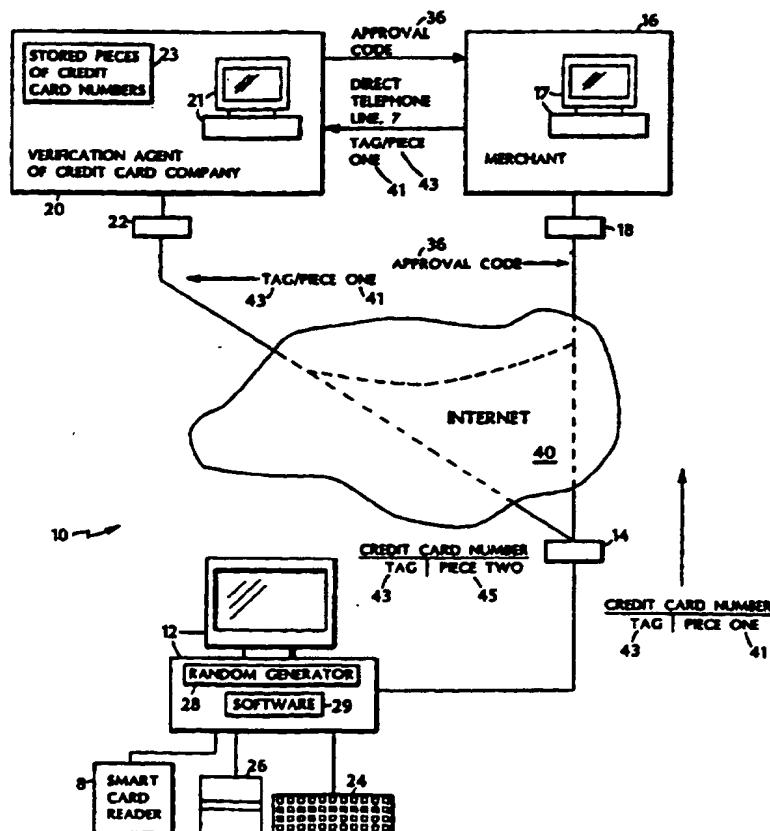 36
APPROVAL
CODE
16
STORED PIECES
OF CREDIT
CARD NUMBERS
23
21
DIRECT
TELEPHONE
LINE, 7
17
VERIFICATION AGENT
OF CREDIT CARD COMPANY
TAG/PIECE
ONE
43
41
MERCHANT
20
22
18
36
APPROVAL CODE
TAG/PIECE ONE
43
41
INTERNET
40
10
14
CREDIT CARD NUMBER
TAG PIECE TWO
43
45
CREDIT CARD NUMBER
TAG PIECE ONE
43
41
12
RANDOM GENERATOR
28
SOFTWARE
29
8
SMART
CARD
READER
26
24